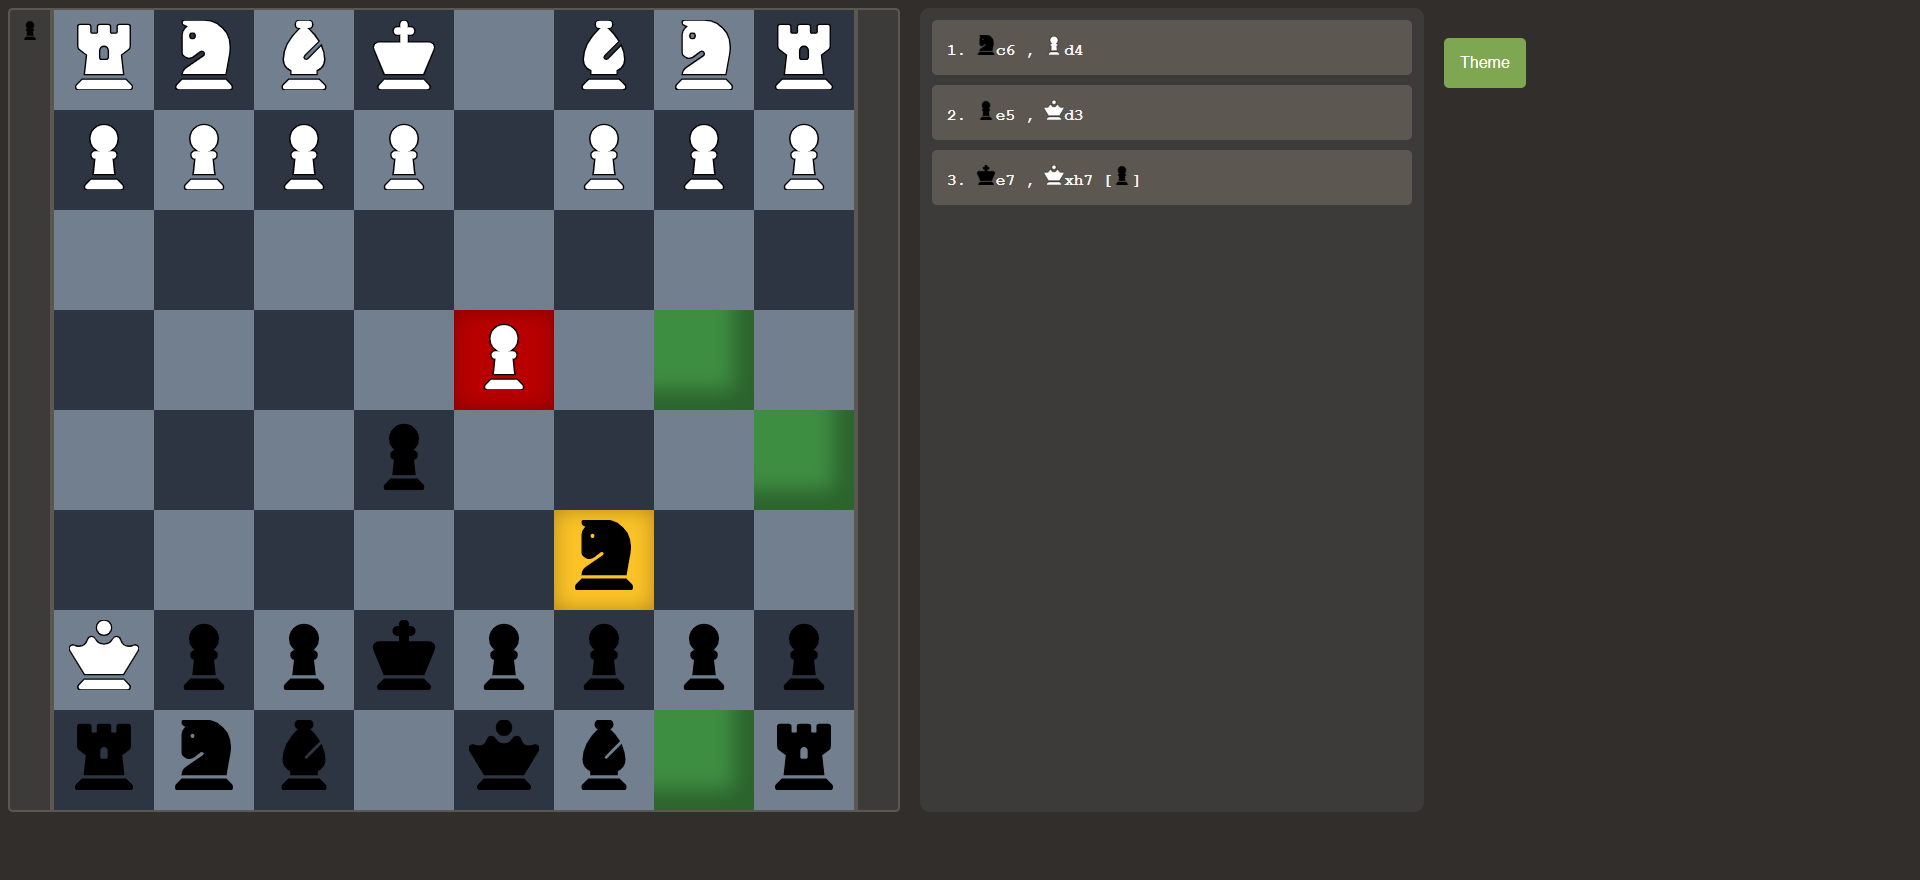 1. ♞c6 , ♙d4
2. ♟e5 , ♕d3
3. ♚e7 , ♕xh7 [♟]
Theme